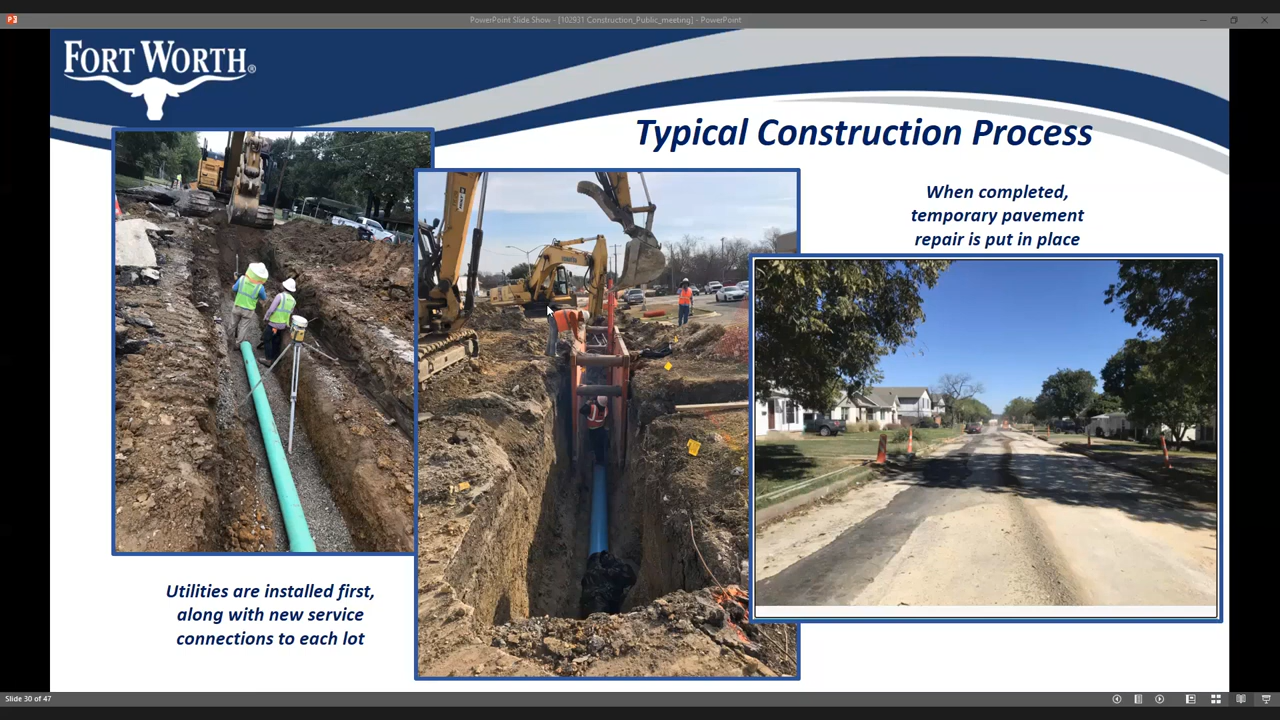 PowerPoint Slide Show - [102931 Construction_Public_meeting] - PowerPoint
FORT WORTH®
Typical Construction Process
When completed,
temporary pavement
repair is put in place
Utilities are installed first,
along with new service
connections to each lot
Slide 30 of 47